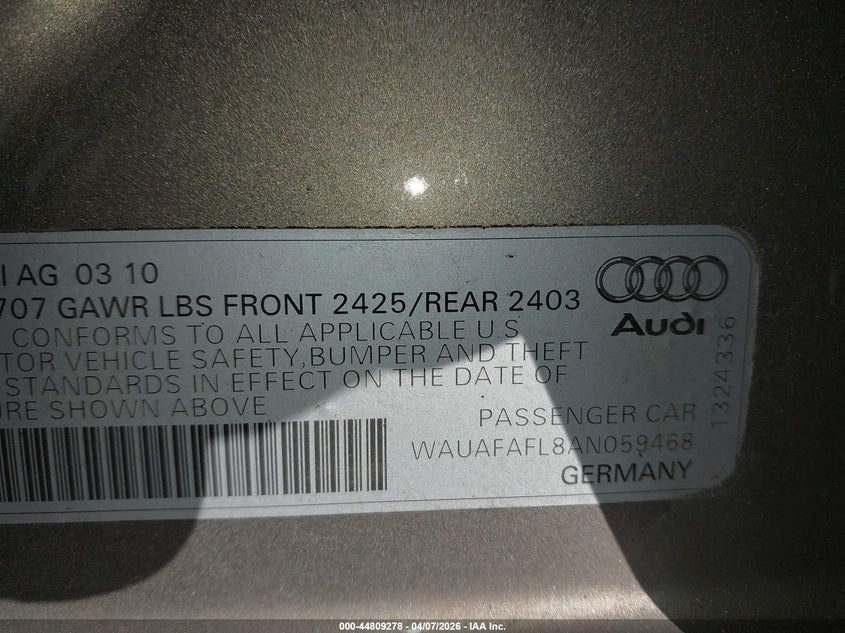 I AG 03 10
707 GAWR LBS FRONT 2425/REAR 2403
CONFORMS TO ALL APPLICABLE U S
TOR VEHICLE SAFETY,BUMPER AND THEFT
STANDARDS IN EFFECT ON THE DATE OF
URE SHOWN ABOVE
Audi
1324336
PASSENGER CAR
WAUAFAFL8AN059468
GERMANY
000-44809278 - 04/07/2026 - IAA Inc.